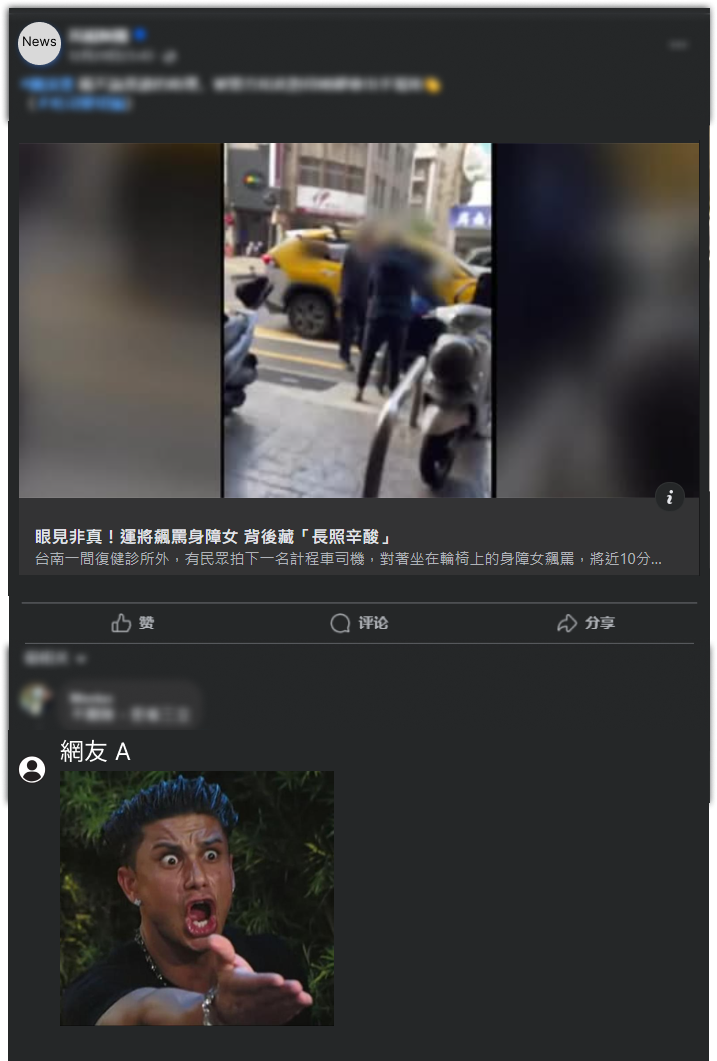 News
眼見非真！運將飆罵身障女 背後藏「長照辛酸」
台南一間復健診所外，有民眾拍下一名計程車司機，對著坐在輪椅上的身障女飆罵，將近10分...
赞
评论
分享
網友 A